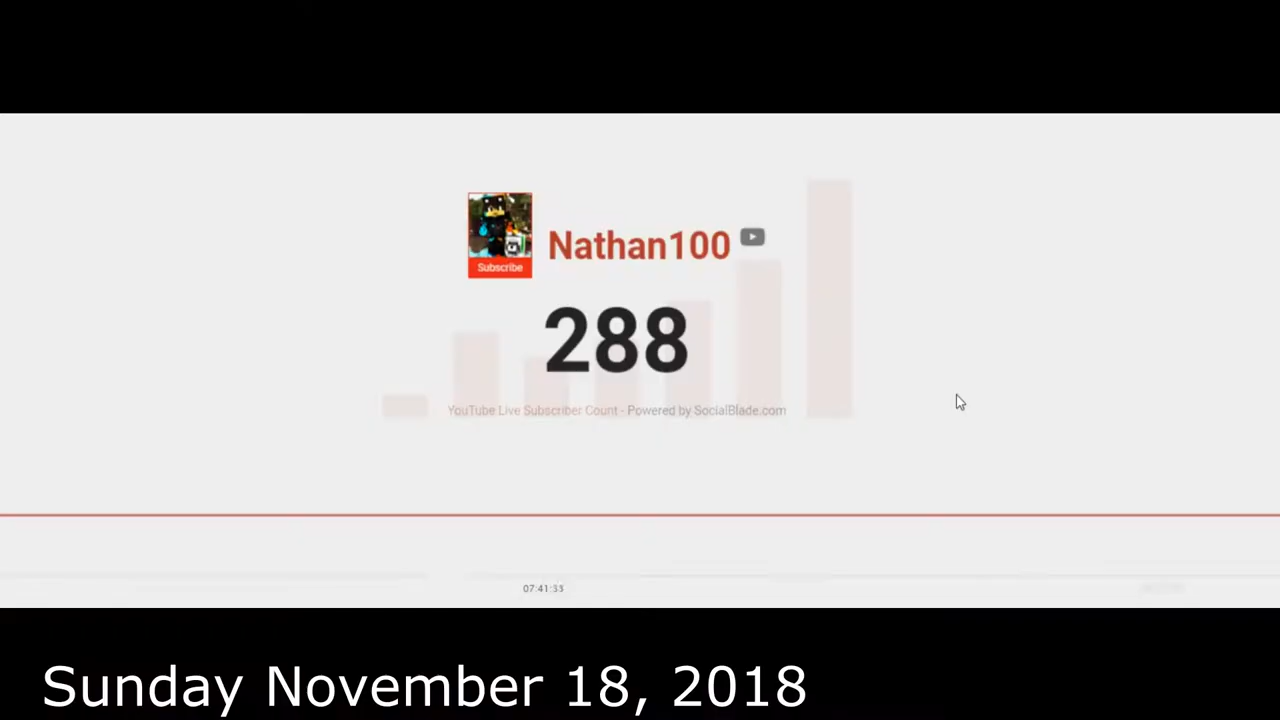 Nathan100
Subscribe
288
YouTube Live Subscriber Count - Powered by SocialBlade.com
07:41:33
Sunday November 18, 2018